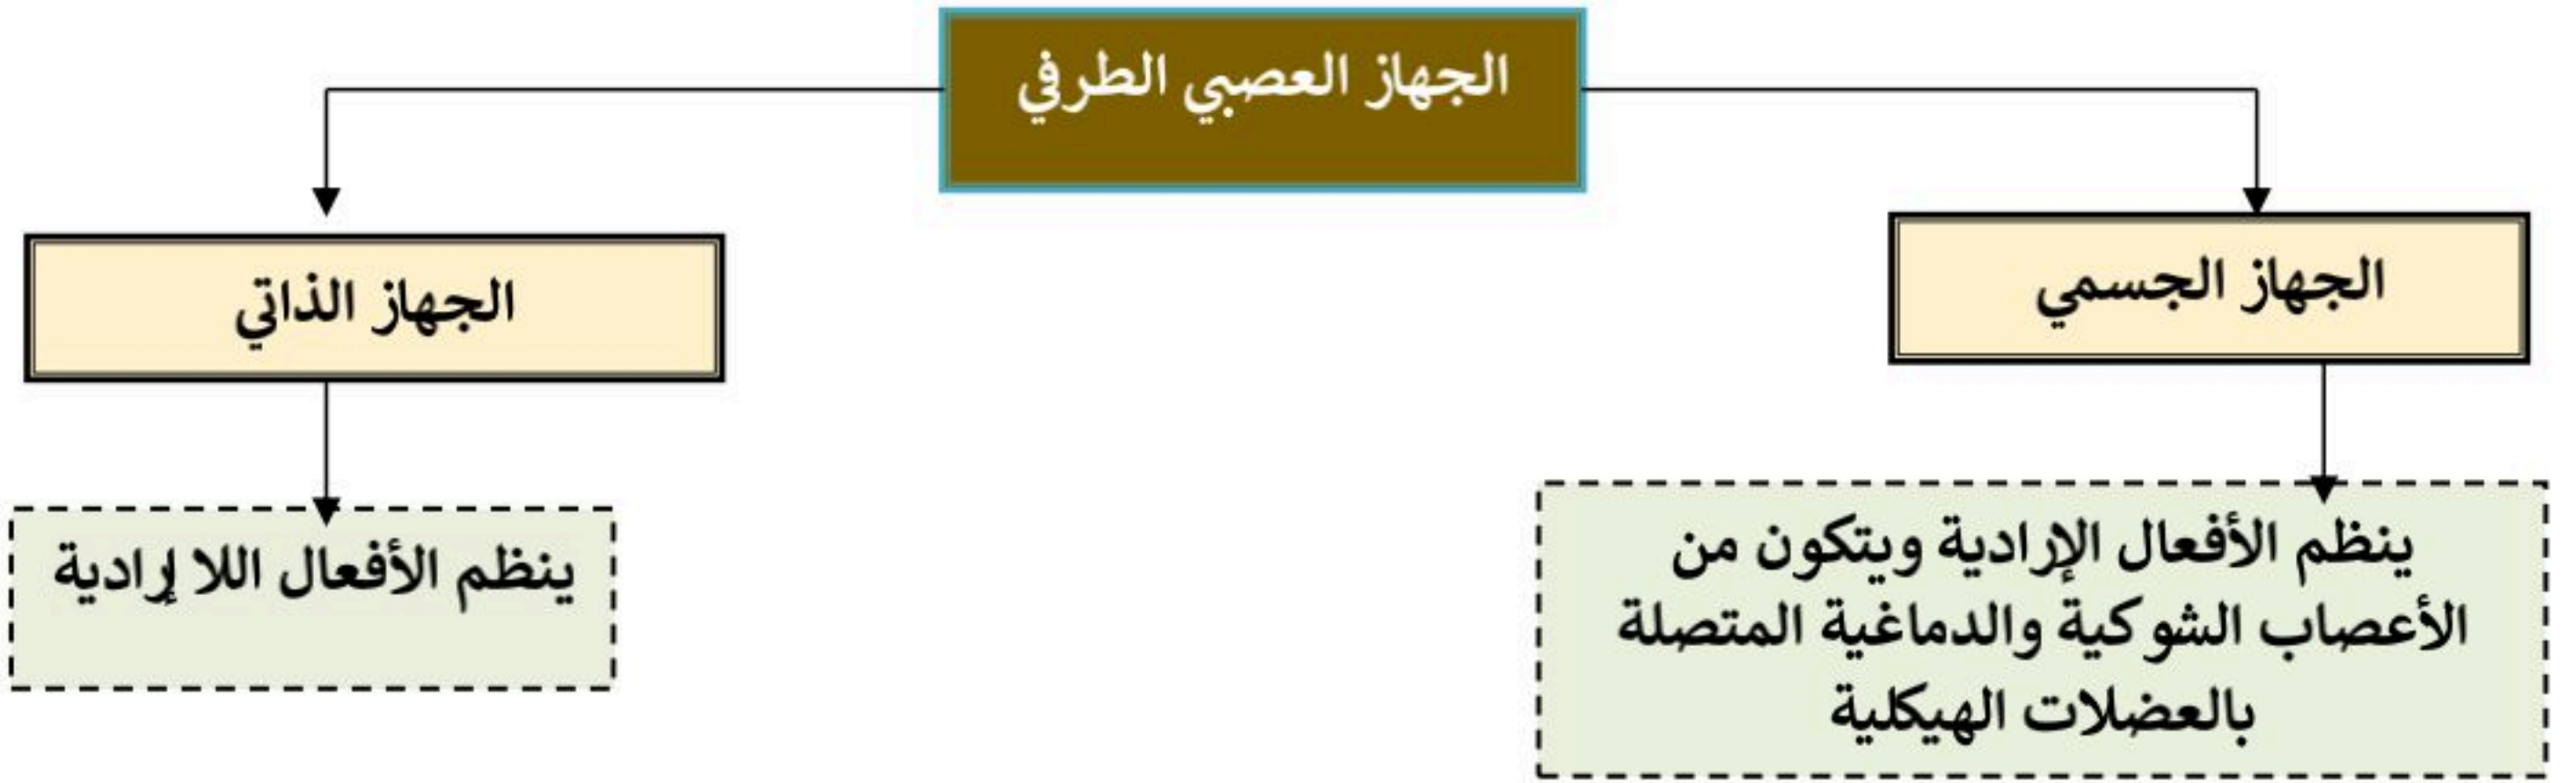 الجهاز العصبي الطرفي
الجهاز الجسمي
الجهاز الذاتي
ينظم الأفعال الإرادية ويتكون من
الأعصاب الشوكية والدماغية المتصلة
بالعضلات الهيكلية
ينظم الأفعال اللا إرادية